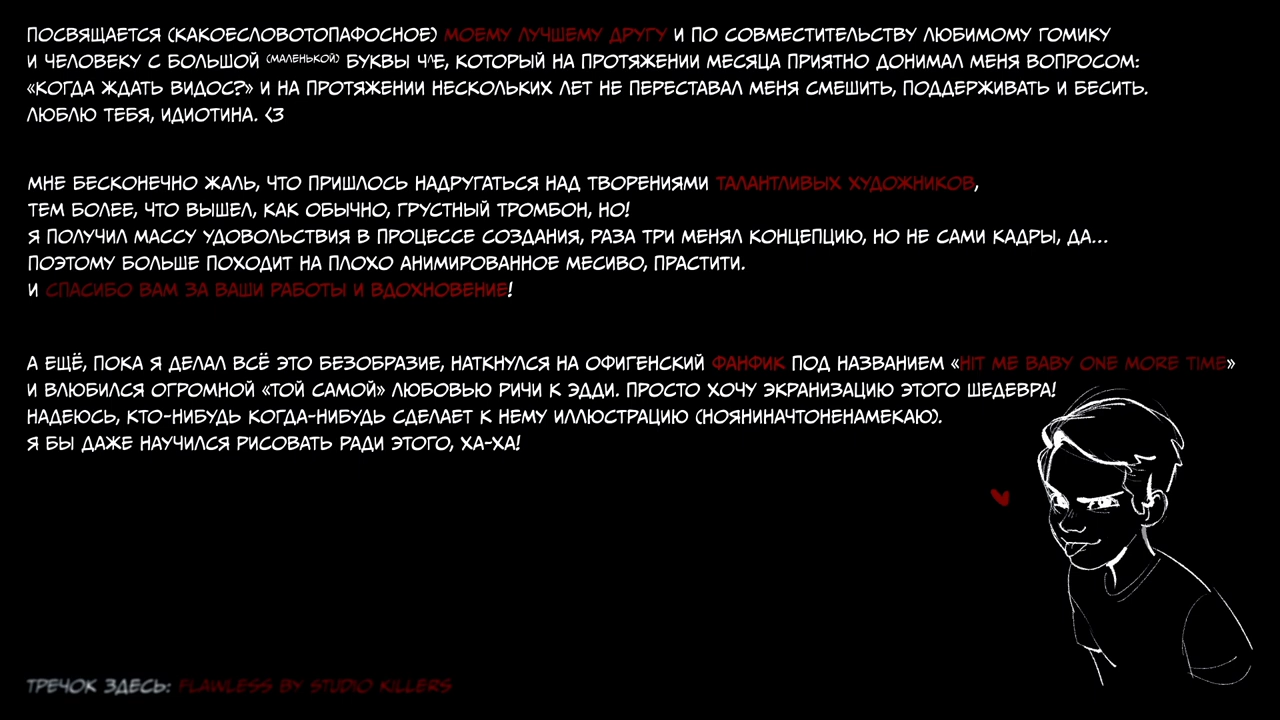 ПОСВЯЩАЕТСЯ (КАКОЕСЛОВОТОПАФОСНОЕ) МОЕМУ ЛУЧШЕМУ ДРУГУ И ПО СОВМЕСТИТЕЛЬСТВУ ЛЮБИМОМУ ГОМИКУ
И ЧЕЛОВЕКУ С БОЛЬШОЙ (МАЛЕНЬКОЙ) БУКВЫ ЧЛЕ, КОТОРЫЙ НА ПРОТЯЖЕНИИ МЕСЯЦА ПРИЯТНО ДОНИМАЛ МЕНЯ ВОПРОСОМ:
«КОГДА ЖДАТЬ ВИДОС?» И НА ПРОТЯЖЕНИИ НЕСКОЛЬКИХ ЛЕТ НЕ ПЕРЕСТАВАЛ МЕНЯ СМЕШИТЬ, ПОДДЕРЖИВАТЬ И БЕСИТЬ.
ЛЮБЛЮ ТЕБЯ, ИДИОТИНА. <3
МНЕ БЕСКОНЕЧНО ЖАЛЬ, ЧТО ПРИШЛОСЬ НАДРУГАТЬСЯ НАД ТВОРЕНИЯМИ ТАЛАНТЛИВЫХ ХУДОЖНИКОВ,
ТЕМ БОЛЕЕ, ЧТО ВЫШЕЛ, КАК ОБЫЧНО, ГРУСТНЫЙ ТРОМБОН, НО!
Я ПОЛУЧИЛ МАССУ УДОВОЛЬСТВИЯ В ПРОЦЕССЕ СОЗДАНИЯ, РАЗА ТРИ МЕНЯЛ КОНЦЕПЦИЮ, НО НЕ САМИ КАДРЫ, ДА...
ПОЭТОМУ БОЛЬШЕ ПОХОДИТ НА ПЛОХО АНИМИРОВАННОЕ МЕСИВО, ПРАСТИТИ.
И СПАСИБО ВАМ ЗА ВАШИ РАБОТЫ И ВДОХНОВЕНИЕ!
А ЕЩЁ, ПОКА Я ДЕЛАЛ ВСЁ ЭТО БЕЗОБРАЗИЕ, НАТКНУЛСЯ НА ОФИГЕНСКИЙ ФАНФИК ПОД НАЗВАНИЕМ «HIT ME BABY ONE MORE TIME»
И ВЛЮБИЛСЯ ОГРОМНОЙ «ТОЙ САМОЙ» ЛЮБОВЬЮ РИЧИ К ЭДДИ. ПРОСТО ХОЧУ ЭКРАНИЗАЦИЮ ЭТОГО ШЕДЕВРА!
НАДЕЮСЬ, КТО-НИБУДЬ КОГДА-НИБУДЬ СДЕЛАЕТ К НЕМУ ИЛЛЮСТРАЦИЮ (НОЯНИНАЧТОНЕНАМЕКАЮ).
Я БЫ ДАЖЕ НАУЧИЛСЯ РИСОВАТЬ РАДИ ЭТОГО, ХА-ХА!
ТРЕЧОК ЗДЕСЬ: FLAWLESS BY STUDIO KILLERS